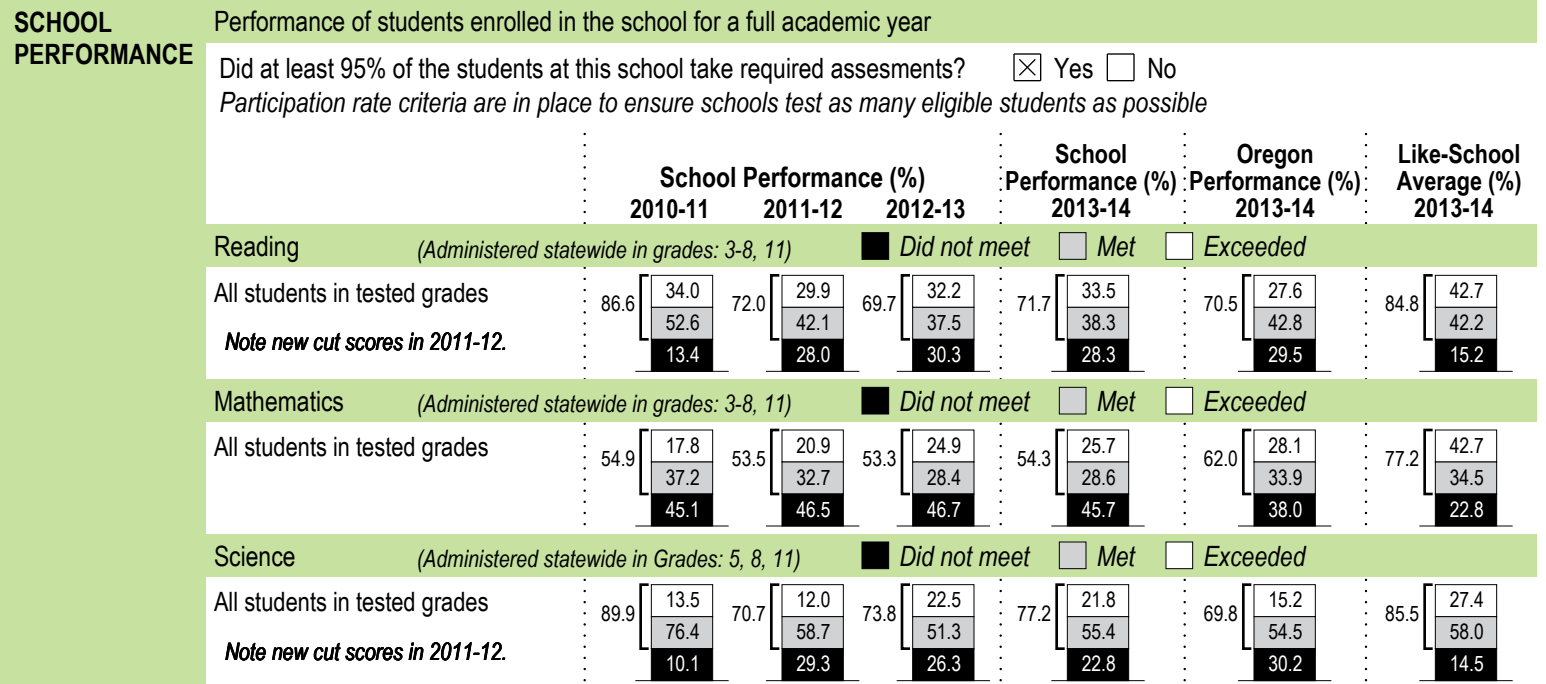 SCHOOL PERFORMANCE
Performance of students enrolled in the school for a full academic year
Did at least 95% of the students at this school take required assesments? ☒ Yes ☐ No
Participation rate criteria are in place to ensure schools test as many eligible students as possible
School Performance (%)
2010-11 2011-12 2012-13
School Performance (%) 2013-14
Oregon Performance (%) 2013-14
Like-School Average (%) 2013-14
Reading (Administered statewide in grades: 3-8, 11) Did not meet Met Exceeded
All students in tested grades
Note new cut scores in 2011-12.
86.6 72.0 69.7 71.7 70.5 84.8
34.0 29.9 32.2 33.5 27.6 42.7
52.6 42.1 37.5 38.3 42.8 42.2
13.4 28.0 30.3 28.3 29.5 15.2
Mathematics (Administered statewide in grades: 3-8, 11) Did not meet Met Exceeded
All students in tested grades
54.9 53.5 53.3 54.3 62.0 77.2
17.8 20.9 24.9 25.7 28.1 42.7
37.2 32.7 28.4 28.6 33.9 34.5
45.1 46.5 46.7 45.7 38.0 22.8
Science (Administered statewide in Grades: 5, 8, 11) Did not meet Met Exceeded
All students in tested grades
Note new cut scores in 2011-12.
89.9 70.7 73.8 77.2 69.8 85.5
13.5 12.0 22.5 21.8 15.2 27.4
76.4 58.7 51.3 55.4 54.5 58.0
10.1 29.3 26.3 22.8 30.2 14.5